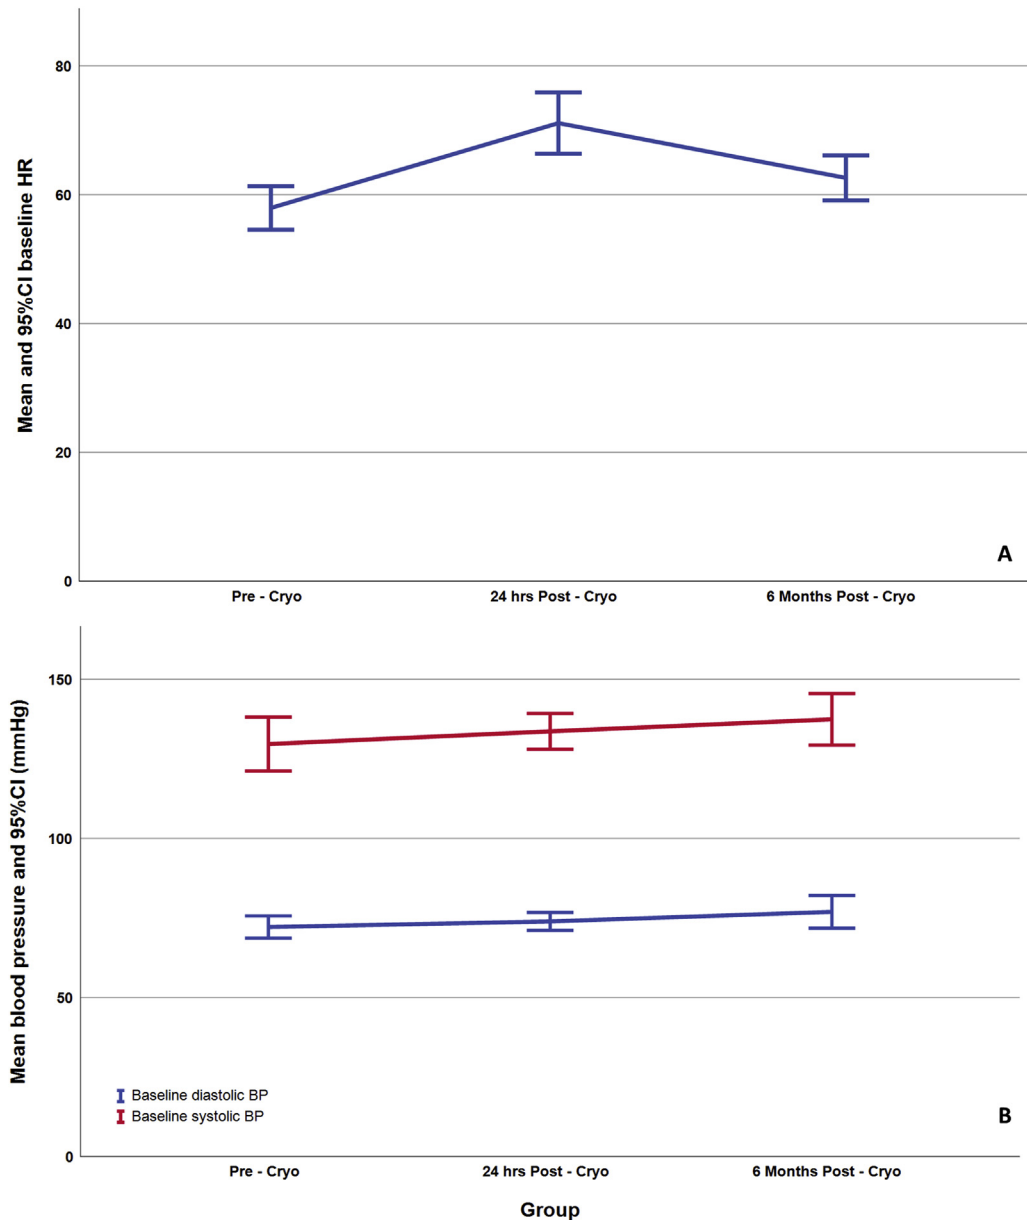 Mean and 95%CI baseline HR
80
60
40
20
0
A
Pre - Cryo
24 hrs Post - Cryo
6 Months Post - Cryo
Mean blood pressure and 95%CI (mmHg)
150
100
50
0
Baseline diastolic BP
Baseline systolic BP
B
Pre - Cryo
24 hrs Post - Cryo
6 Months Post - Cryo
Group